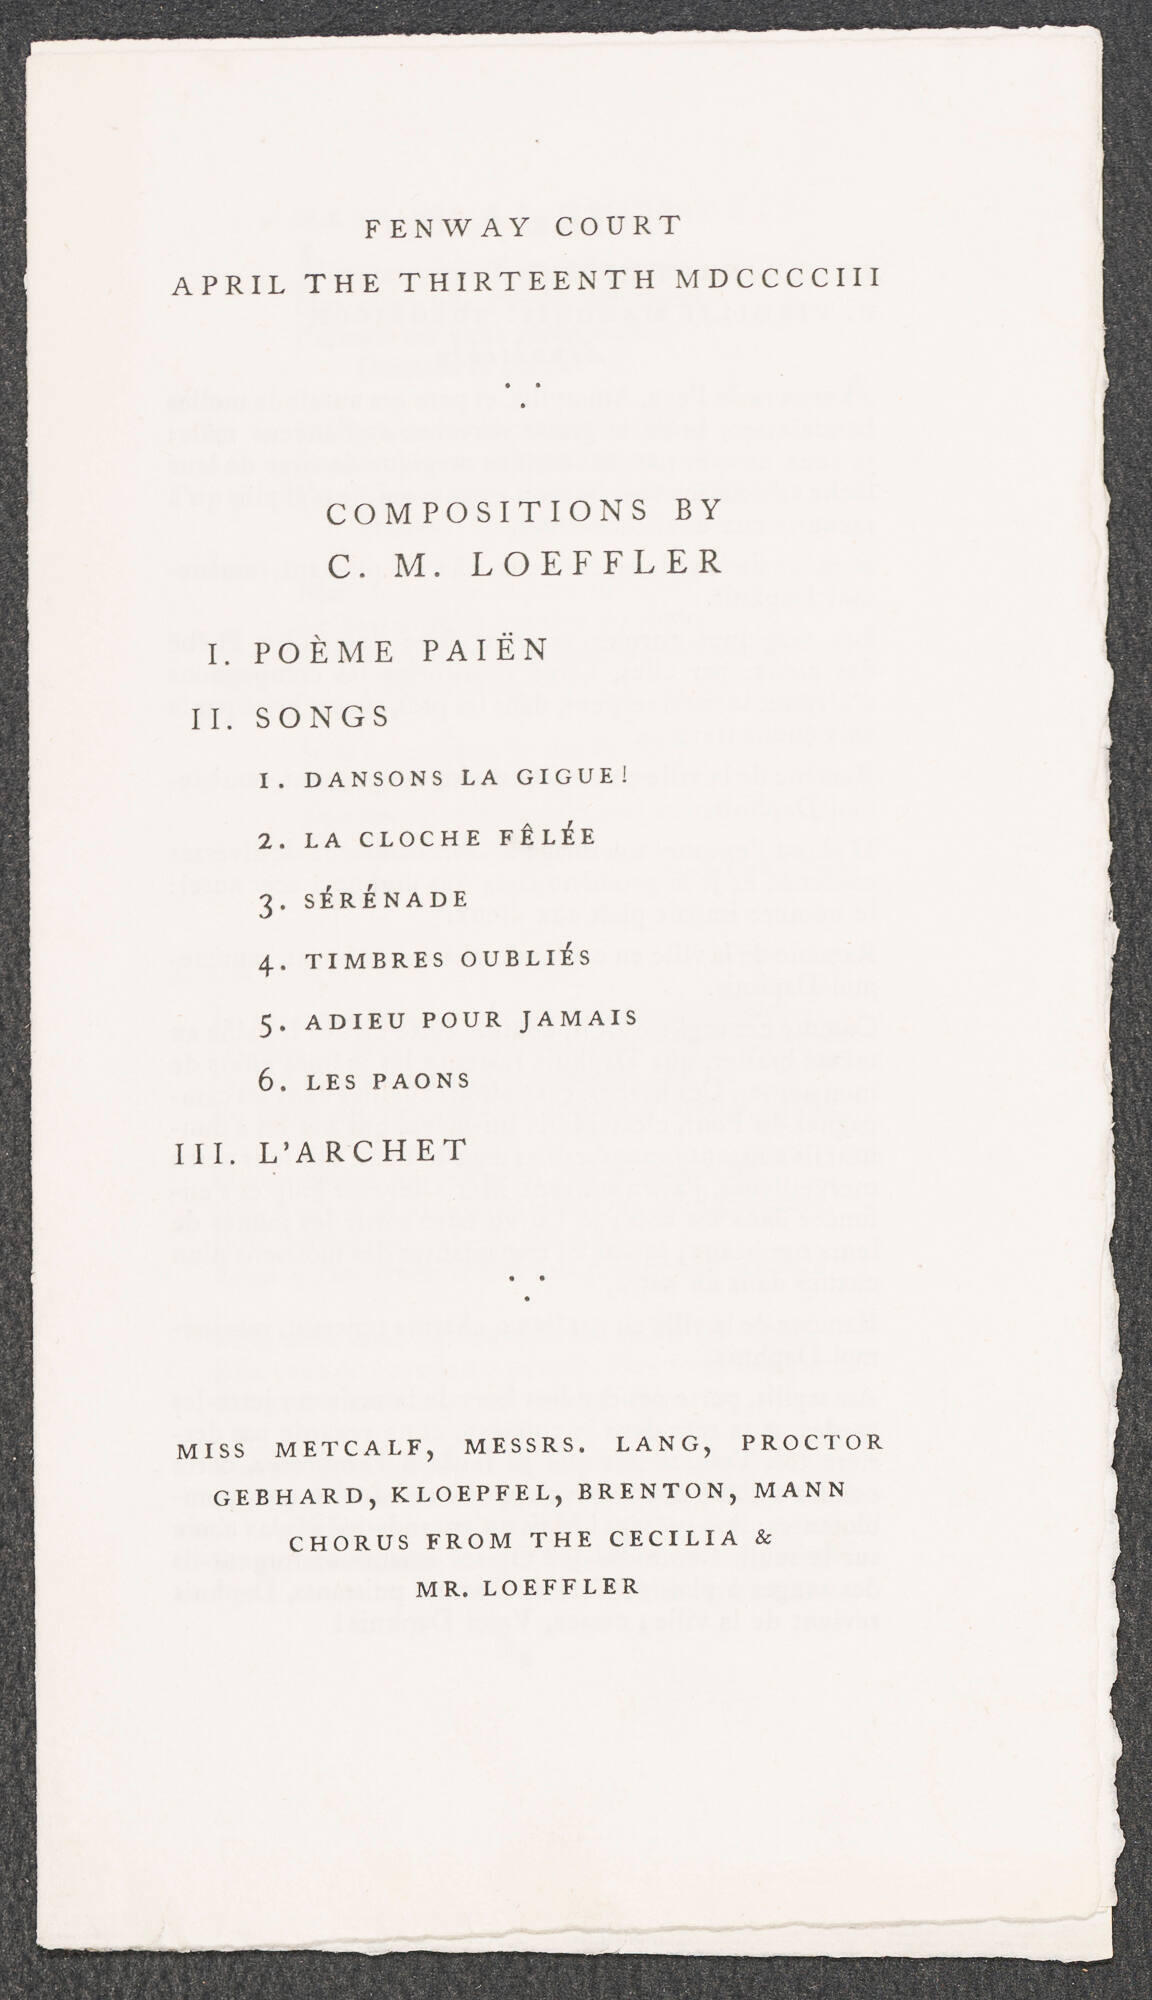 FENWAY COURT
APRIL THE THIRTEENTH MDCCCCIII
COMPOSITIONS BY
C. M. LOEFFLER
I. POÈME PAIËN
II. SONGS
1. DANSONS LA GIGUE!
2. LA CLOCHE FÊLÉE
3. SÉRÉNADE
4. TIMBRES OUBLIÉS
5. ADIEU POUR JAMAIS
6. LES PAONS
III. L'ARCHET
MISS METCALF, MESSRS. LANG, PROCTOR
GEBHARD, KLOEPFEL, BRENTON, MANN
CHORUS FROM THE CECILIA &
MR. LOEFFLER